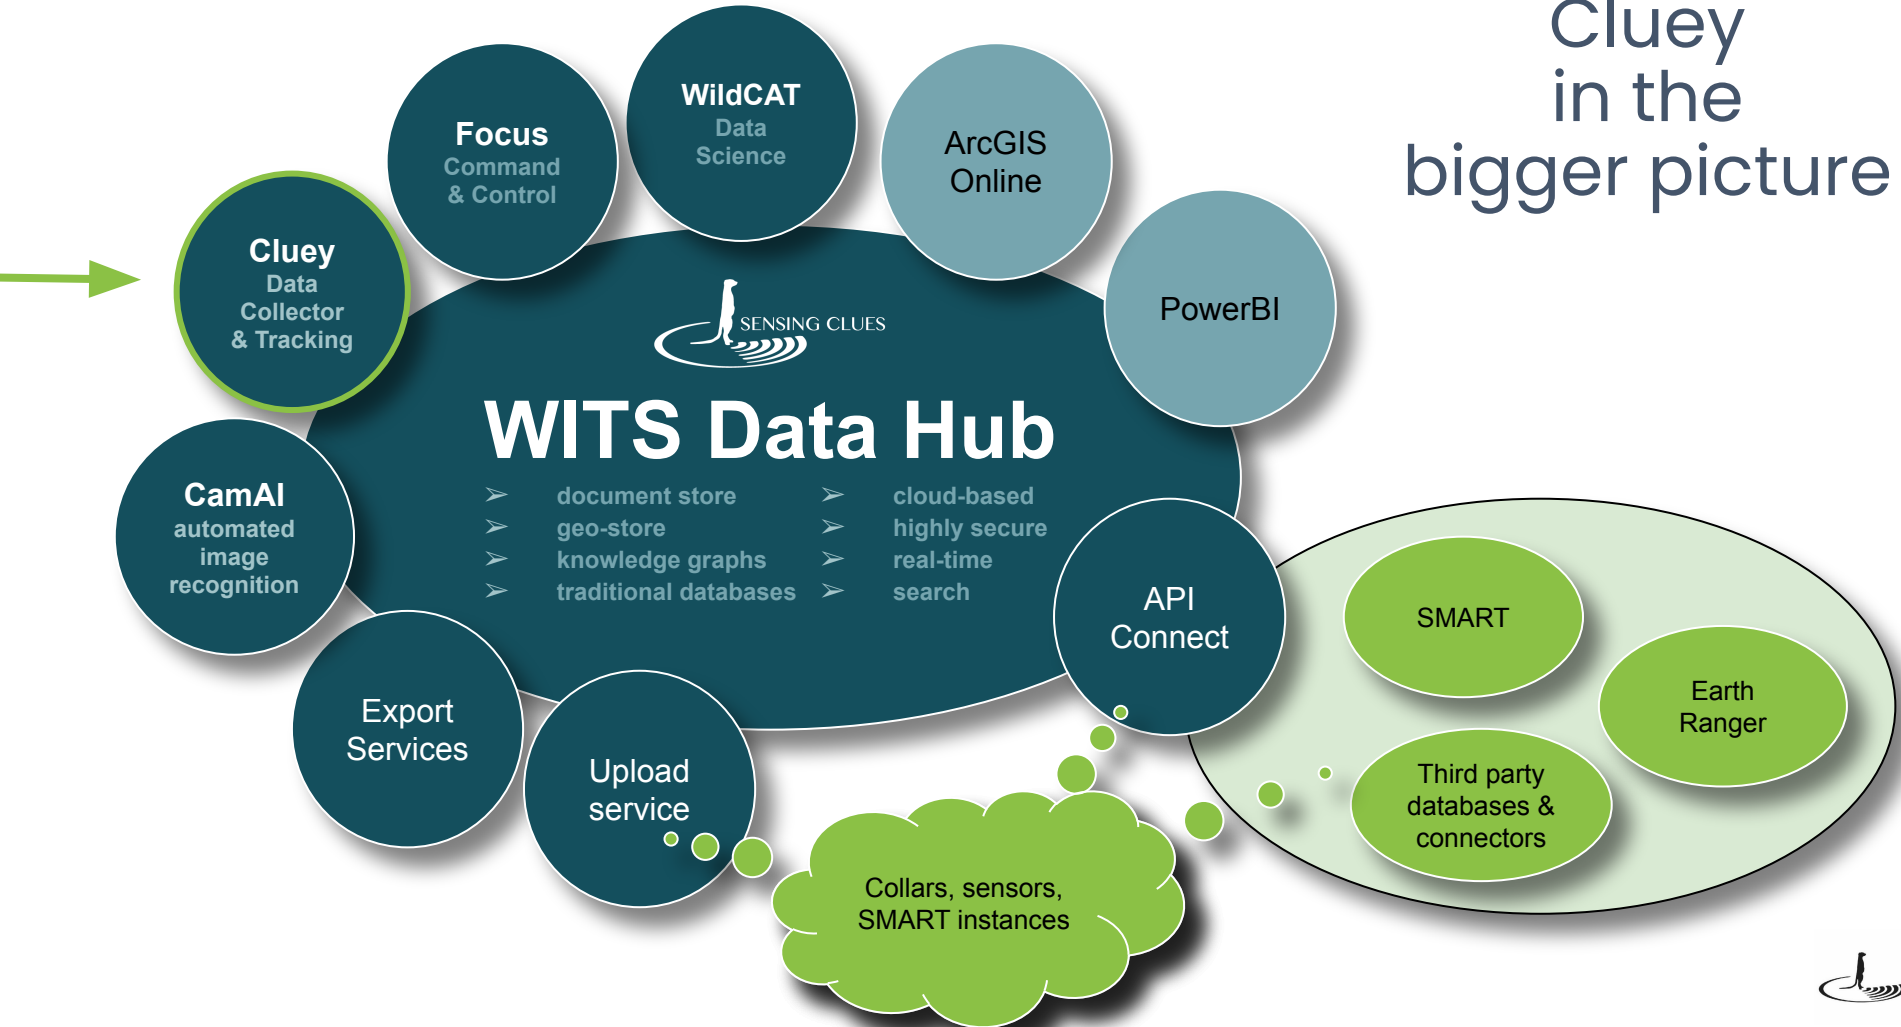 Cluey
in the
bigger picture
WildCAT
Data
Science
Focus
Command
& Control
ArcGIS
Online
Cluey
Data
Collector
& Tracking
PowerBI
SENSING CLUES
WITS Data Hub
➢ document store
➢ geo-store
➢ knowledge graphs
➢ traditional databases
➢ cloud-based
➢ highly secure
➢ real-time
➢ search
CamAI
automated
image
recognition
API
Connect
SMART
Earth
Ranger
Third party
databases &
connectors
Export
Services
Upload
service
Collars, sensors,
SMART instances